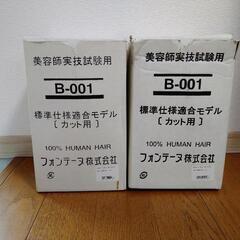 美容師実技試験用
B-001
標準仕様適合モデル
〔カット用〕
100% HUMAN HAIR
フォンテーヌ株式会社
美容師実技試験用
B-001
標準仕様適合モデル
〔カット用〕
100% HUMAN HAIR
フォンテーヌ株式会社